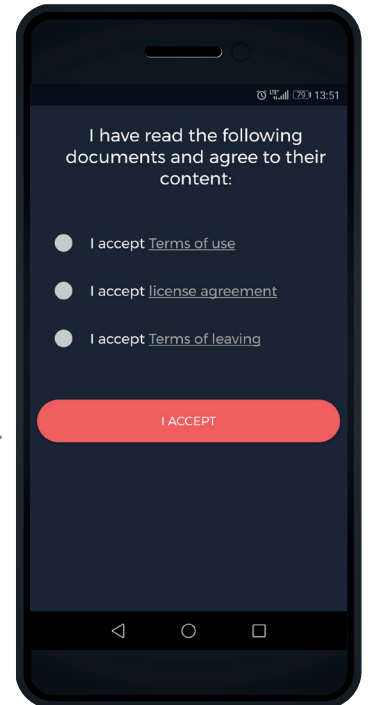 79 13:51
I have read the following
documents and agree to their
content:
I accept Terms of use
I accept license agreement
I accept Terms of leaving
I ACCEPT